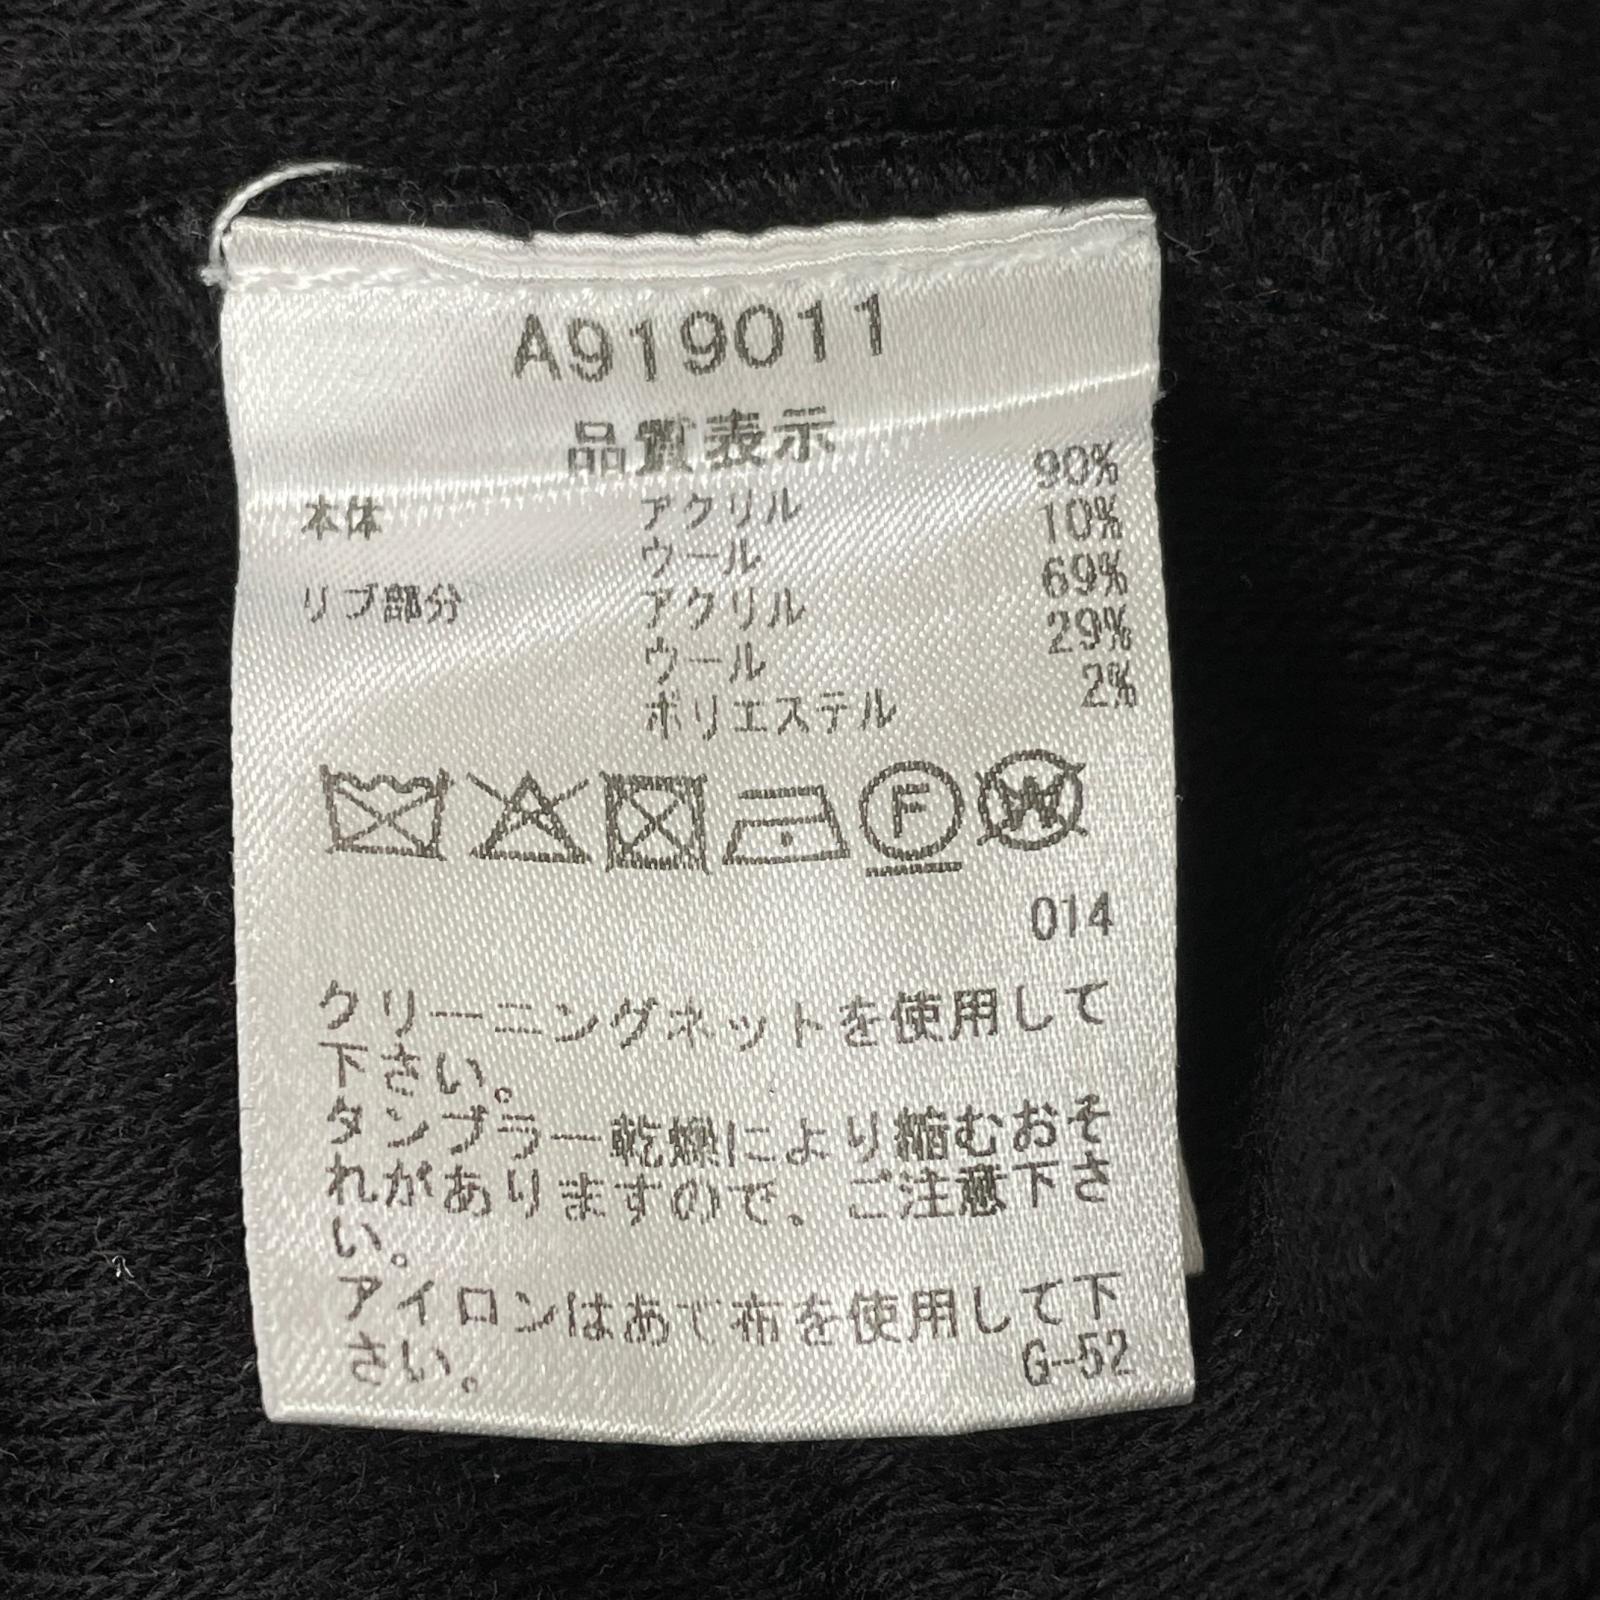 A919011
品質表示
本体 アクリル 90%
ウール 10%
リブ部分 アクリル 69%
ウール 29%
ポリエステル 2%
F W
014
クリーニングネットを使用して
下さい。
タンブラー乾燥により縮むおそ
れがありますので、ご注意下さ
い。
アイロンはあて布を使用して下
さい。 G-52